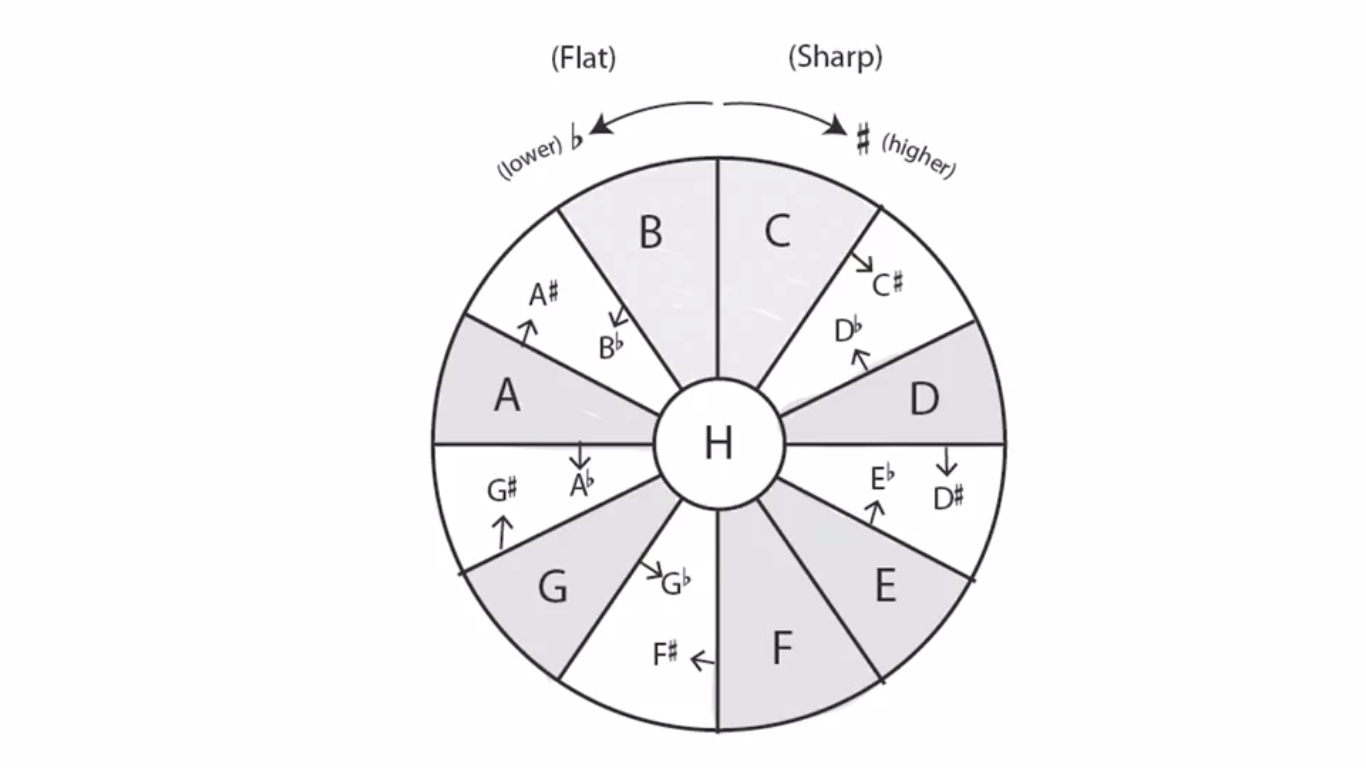 (Flat)
(Sharp)
(lower) ♭
♯ (higher)
B
C
A♯
B♭
C♯
D♭
A
D
H
G♯
A♭
E♭
D♯
G
G♭
E
F♯
F